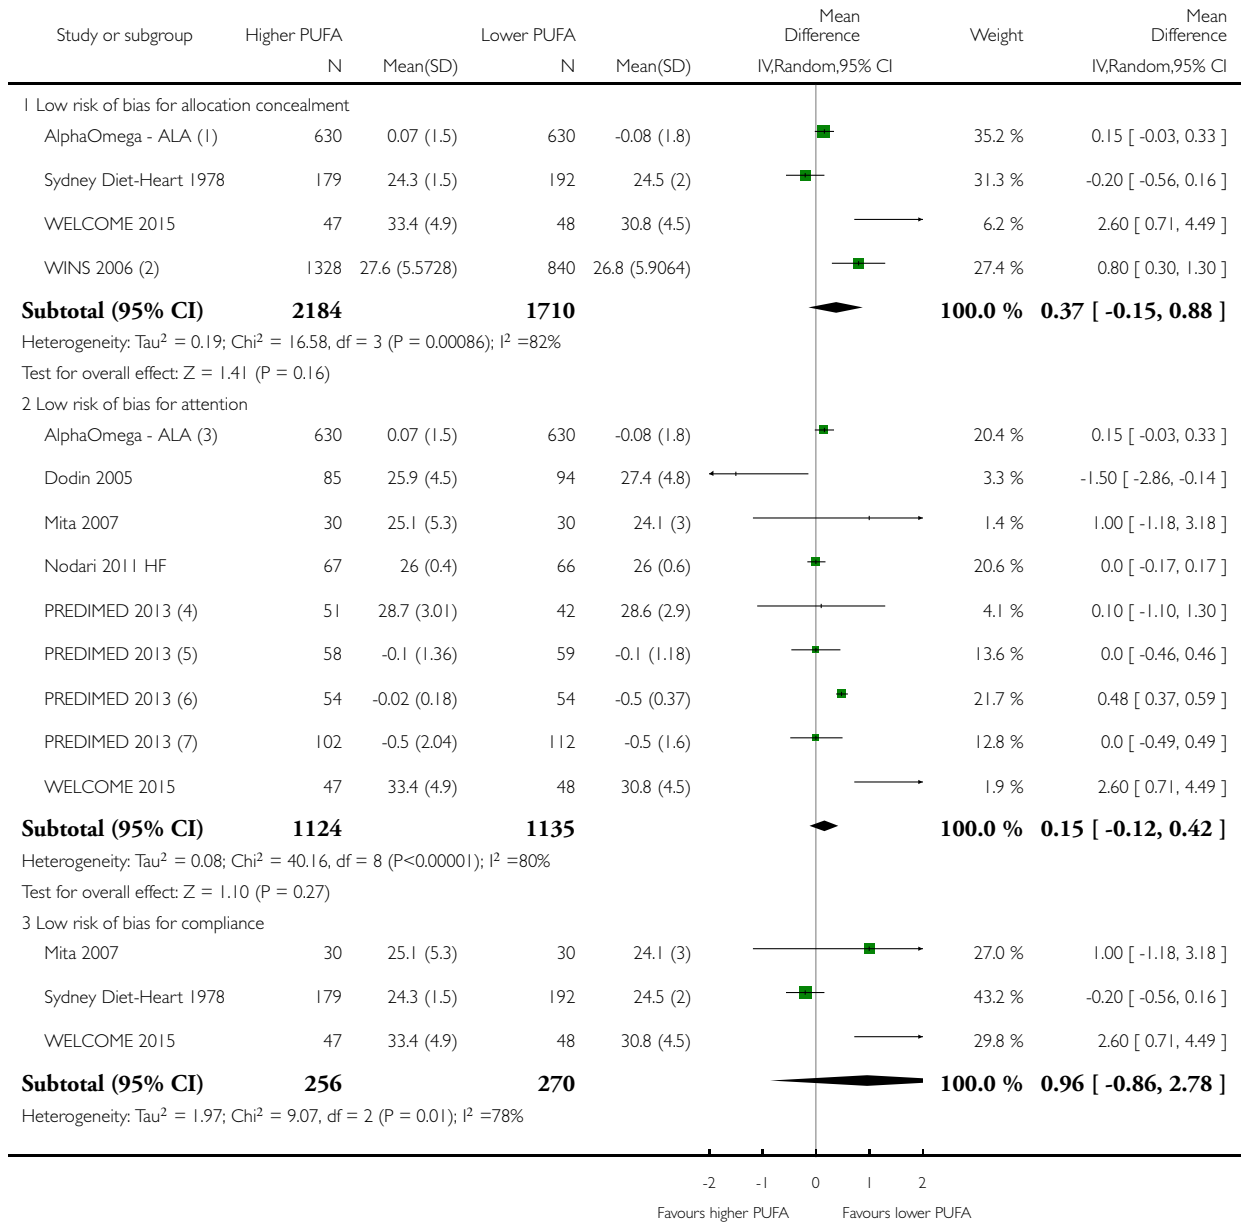 Study or subgroup Higher PUFA Lower PUFA Mean Difference Weight Mean Difference
N Mean(SD) N Mean(SD) IV,Random,95% CI IV,Random,95% CI
1 Low risk of bias for allocation concealment
AlphaOmega - ALA (1) 630 0.07 (1.5) 630 -0.08 (1.8) 35.2 % 0.15 [ -0.03, 0.33 ]
Sydney Diet-Heart 1978 179 24.3 (1.5) 192 24.5 (2) 31.3 % -0.20 [ -0.56, 0.16 ]
WELCOME 2015 47 33.4 (4.9) 48 30.8 (4.5) 6.2 % 2.60 [ 0.71, 4.49 ]
WINS 2006 (2) 1328 27.6 (5.5728) 840 26.8 (5.9064) 27.4 % 0.80 [ 0.30, 1.30 ]
Subtotal (95% CI) 2184 1710 100.0 % 0.37 [ -0.15, 0.88 ]
Heterogeneity: Tau² = 0.19; Chi² = 16.58, df = 3 (P = 0.00086); I² =82%
Test for overall effect: Z = 1.41 (P = 0.16)
2 Low risk of bias for attention
AlphaOmega - ALA (3) 630 0.07 (1.5) 630 -0.08 (1.8) 20.4 % 0.15 [ -0.03, 0.33 ]
Dodin 2005 85 25.9 (4.5) 94 27.4 (4.8) 3.3 % -1.50 [ -2.86, -0.14 ]
Mita 2007 30 25.1 (5.3) 30 24.1 (3) 1.4 % 1.00 [ -1.18, 3.18 ]
Nodari 2011 HF 67 26 (0.4) 66 26 (0.6) 20.6 % 0.0 [ -0.17, 0.17 ]
PREDIMED 2013 (4) 51 28.7 (3.01) 42 28.6 (2.9) 4.1 % 0.10 [ -1.10, 1.30 ]
PREDIMED 2013 (5) 58 -0.1 (1.36) 59 -0.1 (1.18) 13.6 % 0.0 [ -0.46, 0.46 ]
PREDIMED 2013 (6) 54 -0.02 (0.18) 54 -0.5 (0.37) 21.7 % 0.48 [ 0.37, 0.59 ]
PREDIMED 2013 (7) 102 -0.5 (2.04) 112 -0.5 (1.6) 12.8 % 0.0 [ -0.49, 0.49 ]
WELCOME 2015 47 33.4 (4.9) 48 30.8 (4.5) 1.9 % 2.60 [ 0.71, 4.49 ]
Subtotal (95% CI) 1124 1135 100.0 % 0.15 [ -0.12, 0.42 ]
Heterogeneity: Tau² = 0.08; Chi² = 40.16, df = 8 (P<0.00001); I² =80%
Test for overall effect: Z = 1.10 (P = 0.27)
3 Low risk of bias for compliance
Mita 2007 30 25.1 (5.3) 30 24.1 (3) 27.0 % 1.00 [ -1.18, 3.18 ]
Sydney Diet-Heart 1978 179 24.3 (1.5) 192 24.5 (2) 43.2 % -0.20 [ -0.56, 0.16 ]
WELCOME 2015 47 33.4 (4.9) 48 30.8 (4.5) 29.8 % 2.60 [ 0.71, 4.49 ]
Subtotal (95% CI) 256 270 100.0 % 0.96 [ -0.86, 2.78 ]
Heterogeneity: Tau² = 1.97; Chi² = 9.07, df = 2 (P = 0.01); I² =78%
-2 -1 0 1 2
Favours higher PUFA Favours lower PUFA